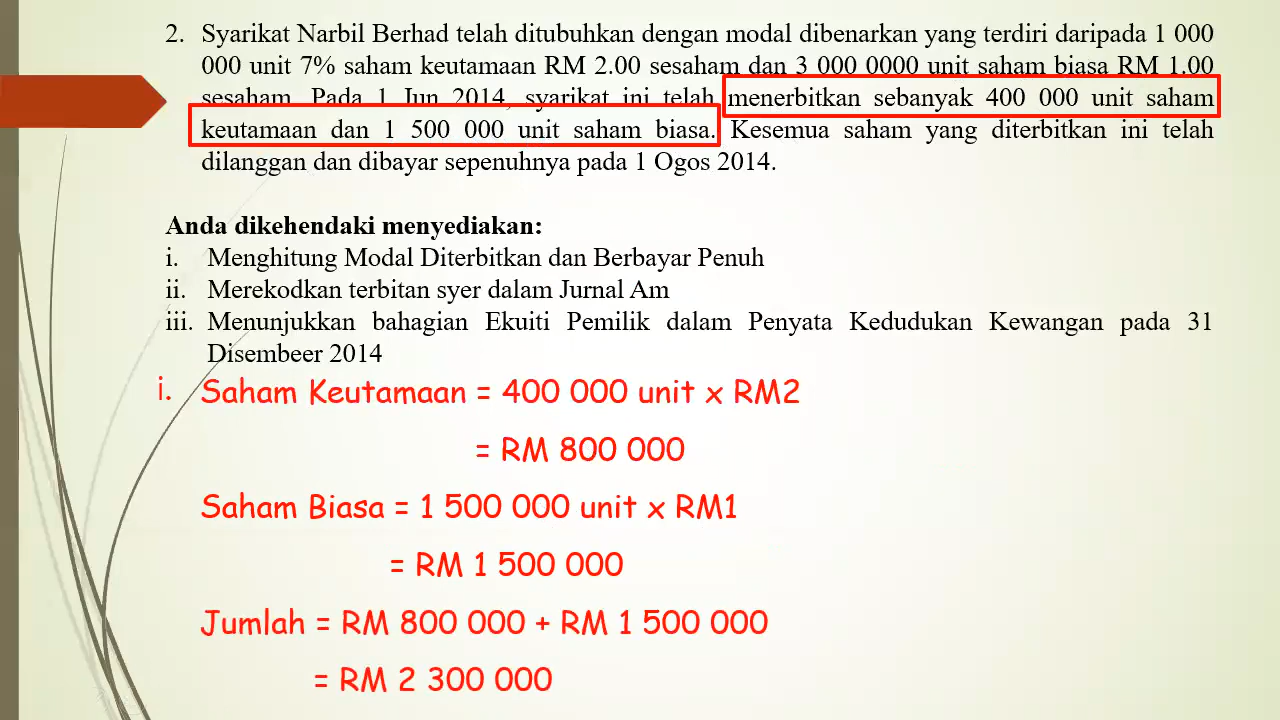 2. Syarikat Narbil Berhad telah ditubuhkan dengan modal dibenarkan yang terdiri daripada 1 000
000 unit 7% saham keutamaan RM 2.00 sesaham dan 3 000 0000 unit saham biasa RM 1.00
sesaham. Pada 1 Jun 2014, syarikat ini telah menerbitkan sebanyak 400 000 unit saham
keutamaan dan 1 500 000 unit saham biasa. Kesemua saham yang diterbitkan ini telah
dilanggan dan dibayar sepenuhnya pada 1 Ogos 2014.
Anda dikehendaki menyediakan:
i. Menghitung Modal Diterbitkan dan Berbayar Penuh
ii. Merekodkan terbitan syer dalam Jurnal Am
iii. Menunjukkan bahagian Ekuiti Pemilik dalam Penyata Kedudukan Kewangan pada 31
Disembeer 2014
i. Saham Keutamaan = 400 000 unit x RM2
= RM 800 000
Saham Biasa = 1 500 000 unit x RM1
= RM 1 500 000
Jumlah = RM 800 000 + RM 1 500 000
= RM 2 300 000